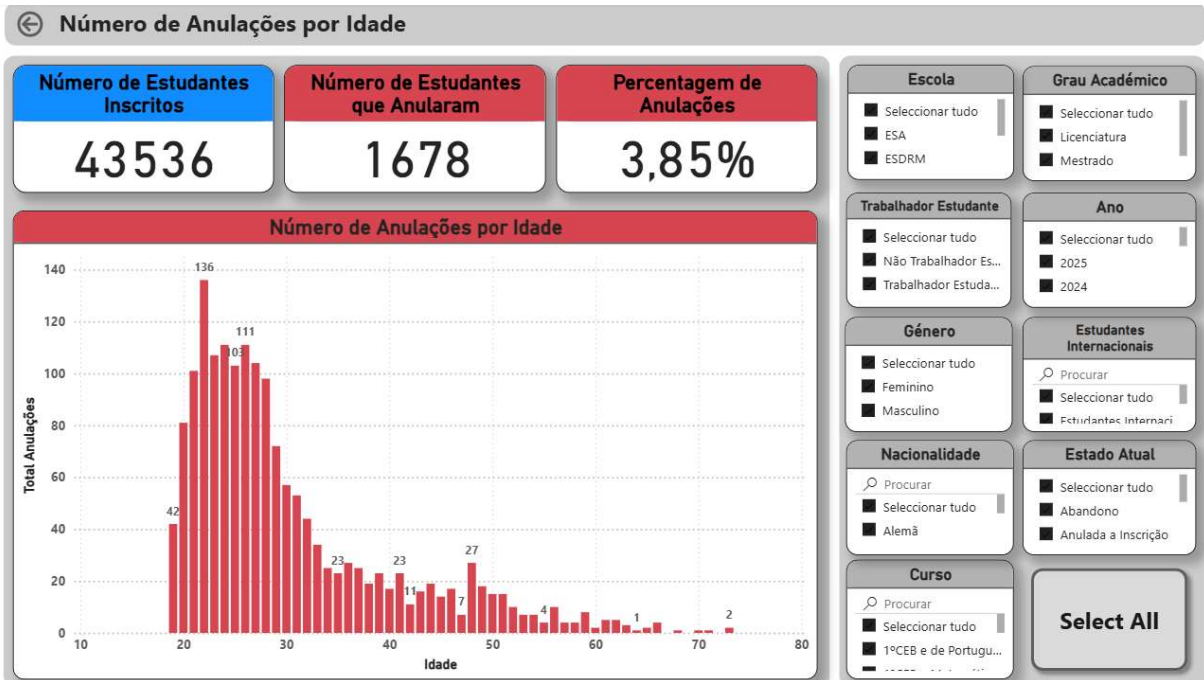 Número de Anulações por Idade
Número de Estudantes
Inscritos
43536
Número de Estudantes
que Anularam
1678
Percentagem de
Anulações
3,85%
Número de Anulações por Idade
Total Anulações
140
120
100
80
60
40
20
0
136
111
103
42
23
23
11
7
27
4
1
2
10
20
30
40
50
60
70
80
Idade
Escola
Seleccionar tudo
ESA
ESDRM
Grau Académico
Seleccionar tudo
Licenciatura
Mestrado
Trabalhador Estudante
Seleccionar tudo
Não Trabalhador Es...
Trabalhador Estuda...
Ano
Seleccionar tudo
2025
2024
Género
Seleccionar tudo
Feminino
Masculino
Estudantes
Internacionais
Procurar
Seleccionar tudo
Estudantes Internaci
Nacionalidade
Procurar
Seleccionar tudo
Alemã
Estado Atual
Seleccionar tudo
Abandono
Anulada a Inscrição
Curso
Procurar
Seleccionar tudo
1ºCEB e de Portugu...
Select All